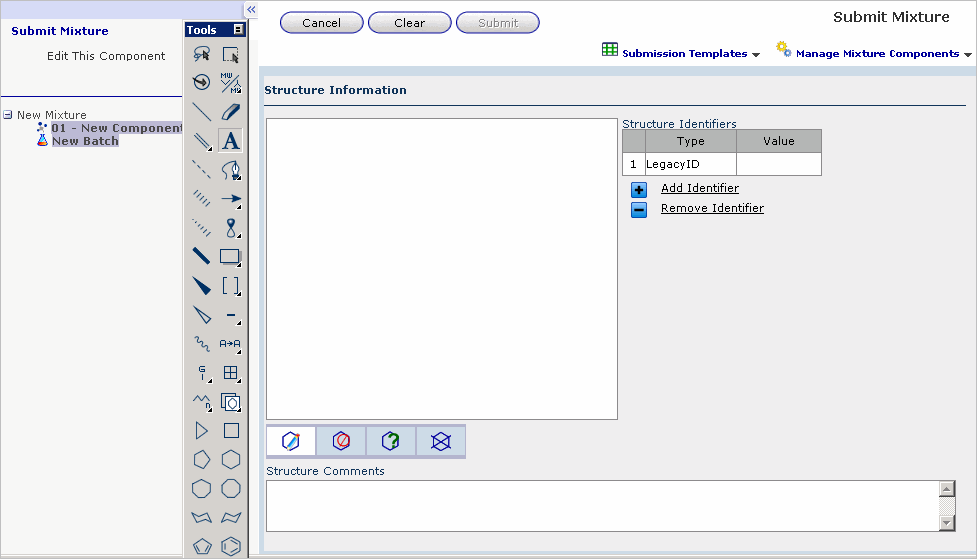 Submit Mixture
Edit This Component
New Mixture
01 - New Component
New Batch
Tools
MW
A
A→A
n
«
Cancel
Clear
Submit
Submit Mixture
Submission Templates
Manage Mixture Components
Structure Information
Structure Identifiers
Type Value
1 LegacyID
Add Identifier
Remove Identifier
?
Structure Comments